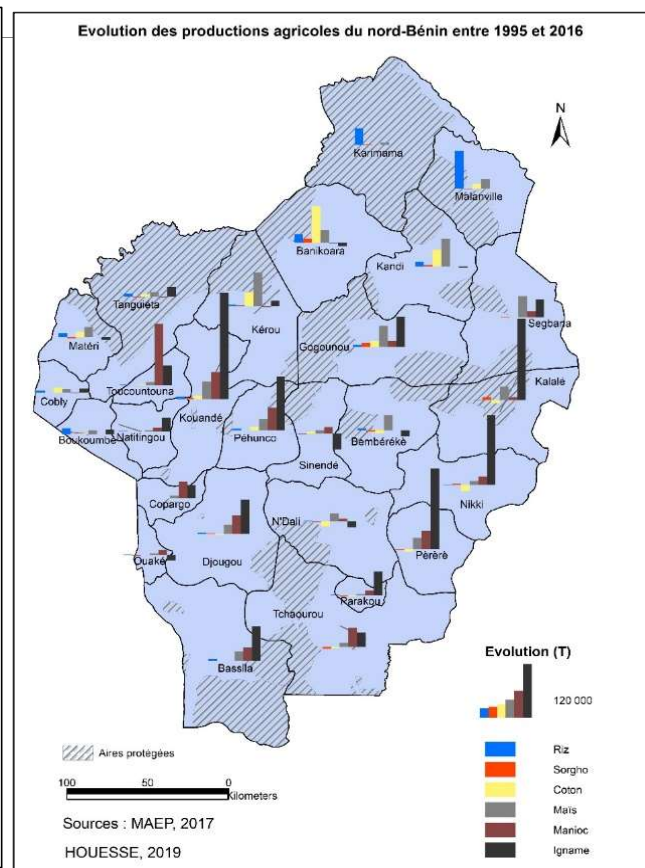 Evolution des productions agricoles du nord-Bénin entre 1995 et 2016
N
Karimama
Malanville
Banikoara
Kandi
Tanguiéta
Kérou
Segbana
Gogounou
Matéri
Toucountouna
Kalalé
Cobly
Kouandé
Boukoumbé
Natitingou
Péhunco
Bembéréké
Sinendé
Nikki
Copargo
N'Dali
Djougou
Pèrèrè
Ouaké
Parakou
Tchaourou
Bassila
Evolution (T)
120 000
Aires protégées
Riz
Sorgho
Coton
Maïs
Manioc
Igname
100 50 0
Kilometers
Sources : MAEP, 2017
HOUESSE, 2019